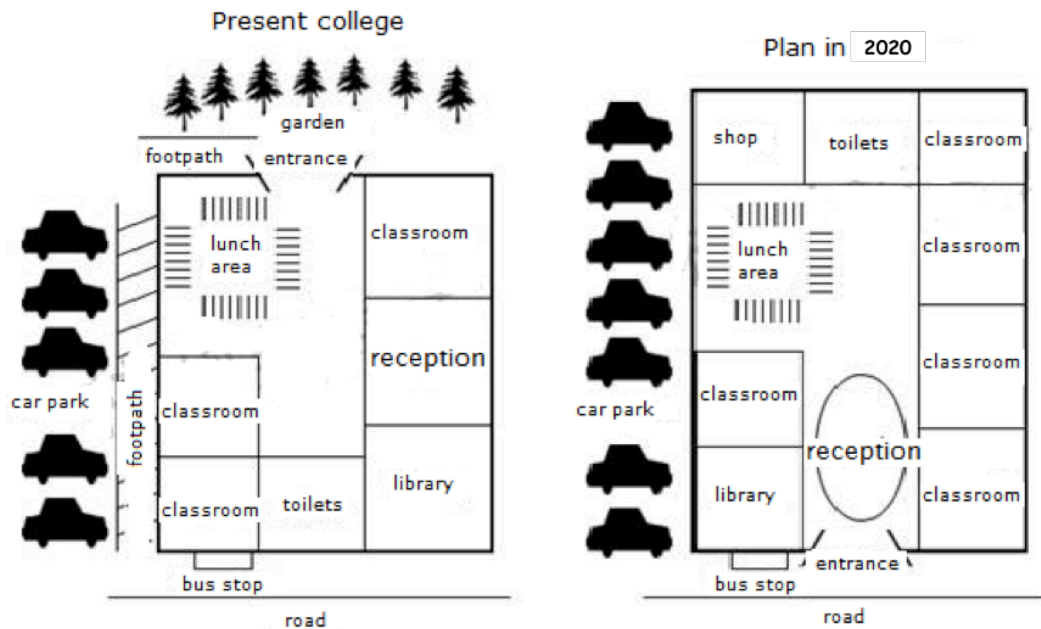 Present college
garden
footpath
entrance
lunch
area
classroom
reception
car park
footpath
classroom
library
classroom
toilets
bus stop
road
Plan in 2020
shop
toilets
classroom
lunch
area
classroom
classroom
car park
classroom
reception
library
classroom
entrance
bus stop
road